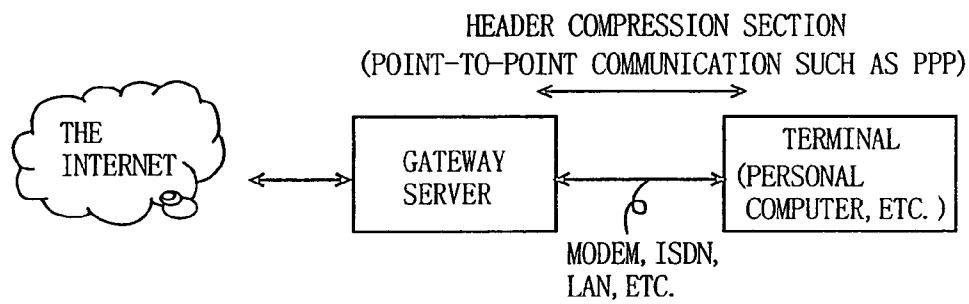 HEADER COMPRESSION SECTION
(POINT-TO-POINT COMMUNICATION SUCH AS PPP)
THE
INTERNET
GATEWAY
SERVER
TERMINAL
(PERSONAL
COMPUTER, ETC.)
MODEM, ISDN,
LAN, ETC.